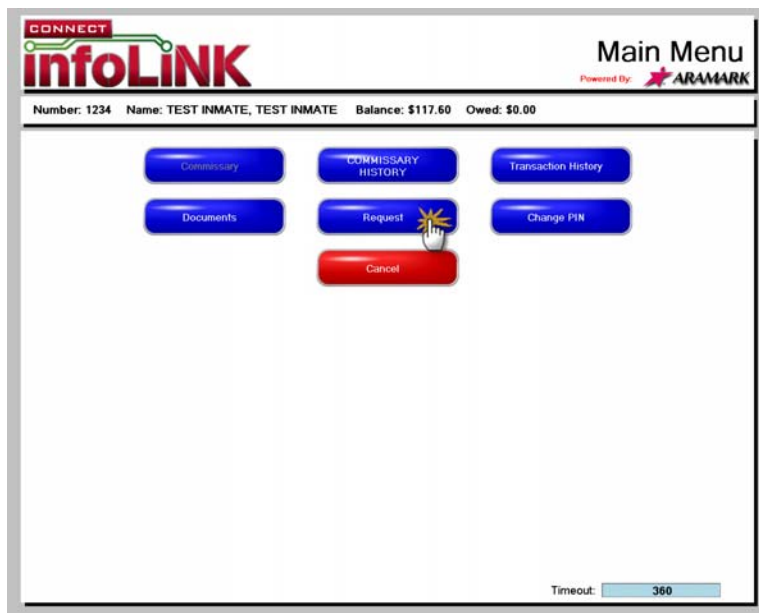 CONNECT
infoLINK
Main Menu
Powered By: ARAMARK
Number: 1234 Name: TEST INMATE, TEST INMATE Balance: $117.60 Owed: $0.00
Commissary
COMMISSARY
HISTORY
Transaction History
Documents
Request
Change PIN
Cancel
Timeout: 360